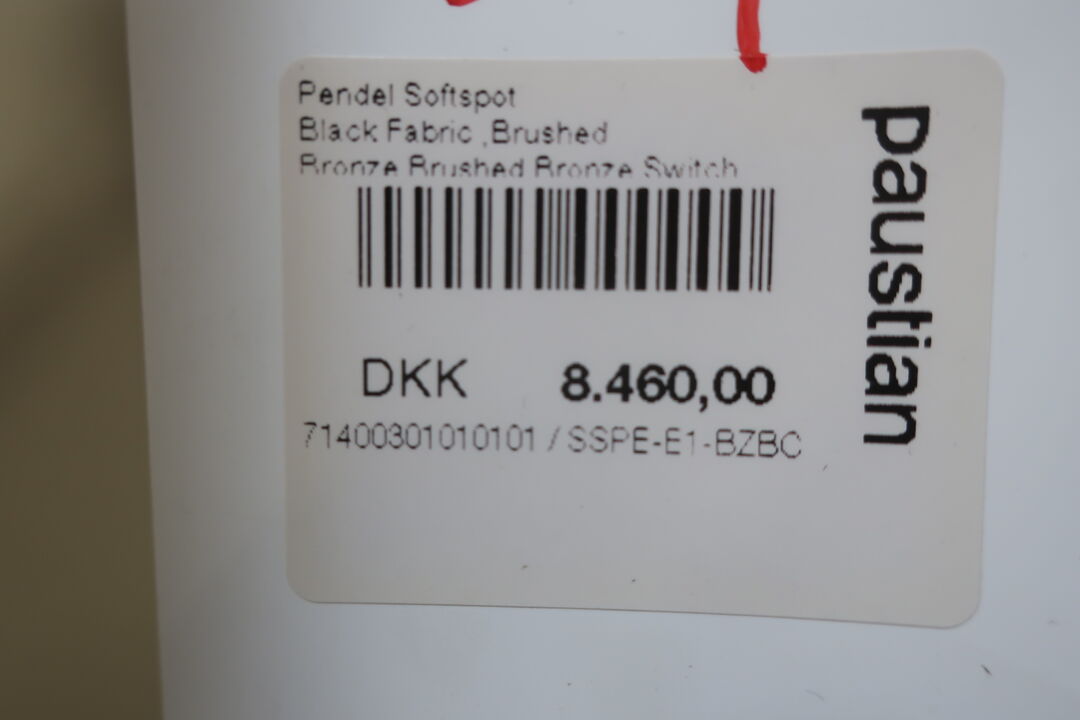 Pendel Softspot
Black Fabric ,Brushed
Bronze Brushed Bronze Switch
DKK 8.460,00
71400301010101 / SSPE-E1-BZBC
paustian